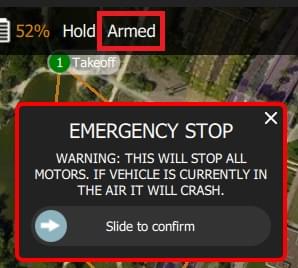 52% Hold Armed
1 Takeoff
EMERGENCY STOP
WARNING: THIS WILL STOP ALL
MOTORS. IF VEHICLE IS CURRENTLY IN
THE AIR IT WILL CRASH.
Slide to confirm